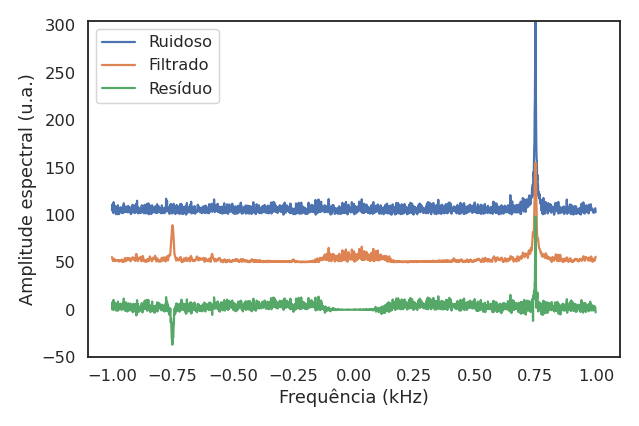 Ruidoso
Filtrado
Resíduo
300
250
200
150
100
50
0
−50
Amplitude espectral (u.a.)
−1.00 −0.75 −0.50 −0.25 0.00 0.25 0.50 0.75 1.00
Frequência (kHz)